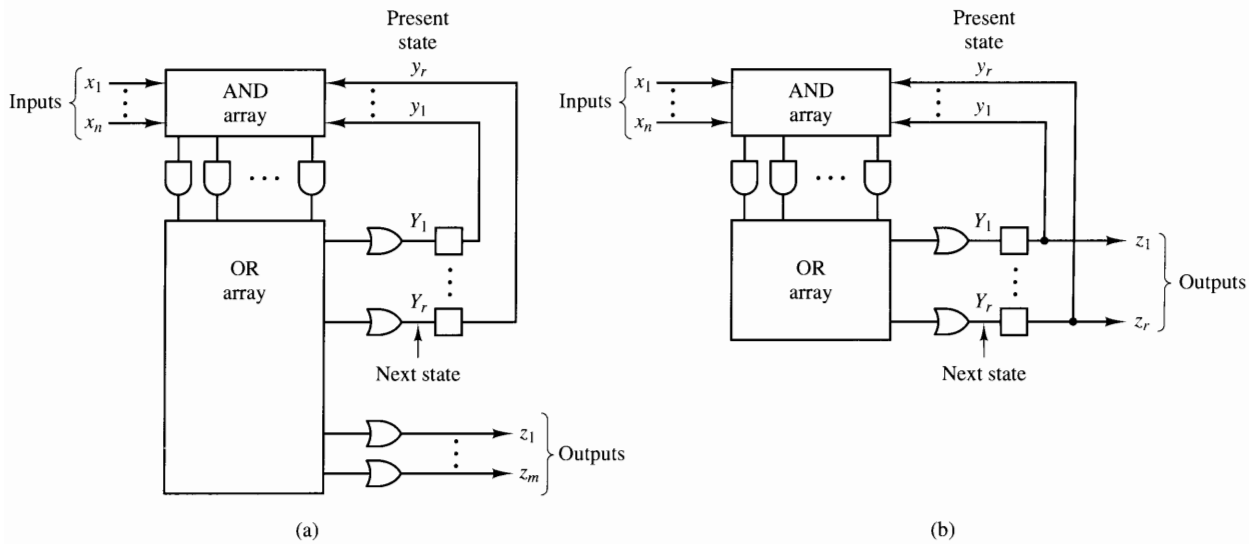 Present
state
Inputs
x1
xn
AND
array
yr
y1
OR
array
Y1
Yr
Next state
z1
zm
Outputs
(a)
Present
state
Inputs
x1
xn
AND
array
yr
y1
OR
array
Y1
Yr
Next state
z1
zr
Outputs
(b)